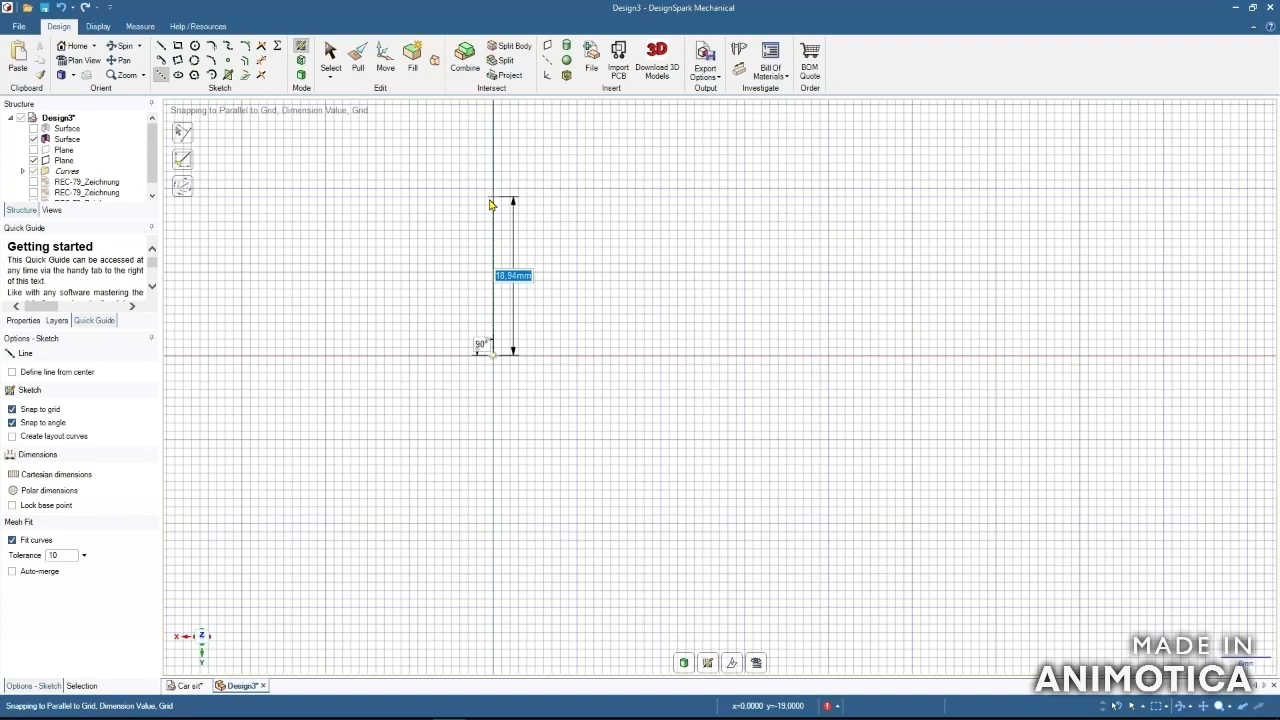 Design3 - DesignSpark Mechanical
File Design Display Measure Help / Resources
Paste
Clipboard
Home
Plan View
Spin
Pan
Zoom
Orient
Sketch
Mode
Select
Pull
Move
Fill
Edit
Combine
Split Body
Split
Project
Intersect
File
Import PCB
Download 3D Models
Insert
Export Options
Output
Bill Of Materials
Investigate
BOM Quote
Order
Structure
Design3*
Surface
Surface
Plane
Plane
Curves
REC-79_Zeichnung
REC-79_Zeichnung
Structure Views
Quick Guide
Getting started
This Quick Guide can be accessed at
any time via the handy tab to the right
of this text.
Like with any software mastering the
Properties Layers Quick Guide
Options - Sketch
Line
Define line from center
Sketch
Snap to grid
Snap to angle
Create layout curves
Dimensions
Cartesian dimensions
Polar dimensions
Lock base point
Mesh Fit
Fit curves
Tolerance 10
Auto-merge
Options - Sketch Selection
Snapping to Parallel to Grid, Dimension Value, Grid
18,94mm
90°
X Z Y
MADE IN
ANIMOTICA
Car sit* Design3*
Snapping to Parallel to Grid, Dimension Value, Grid
x=0.0000 y=-19.0000